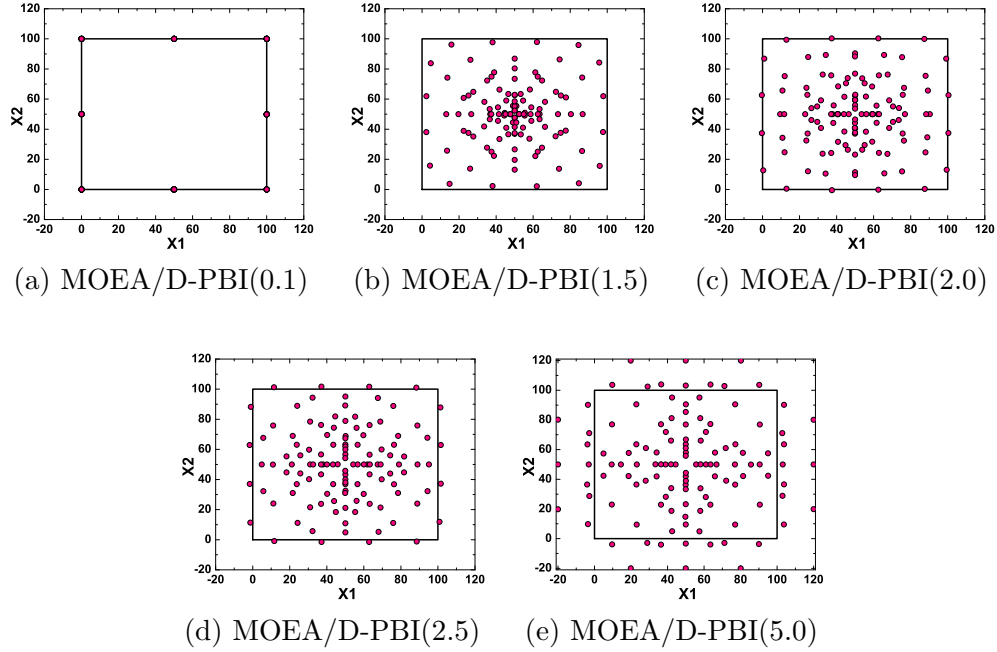 120
100
80
60
40
20
0
-20
X2
-20 0 20 40 60 80 100 120
X1
(a) MOEA/D-PBI(0.1)
120
100
80
60
40
20
0
-20
X2
-20 0 20 40 60 80 100 120
X1
(b) MOEA/D-PBI(1.5)
120
100
80
60
40
20
0
-20
X2
-20 0 20 40 60 80 100 120
X1
(c) MOEA/D-PBI(2.0)
120
100
80
60
40
20
0
-20
X2
-20 0 20 40 60 80 100 120
X1
(d) MOEA/D-PBI(2.5)
120
100
80
60
40
20
0
-20
X2
-20 0 20 40 60 80 100 120
X1
(e) MOEA/D-PBI(5.0)